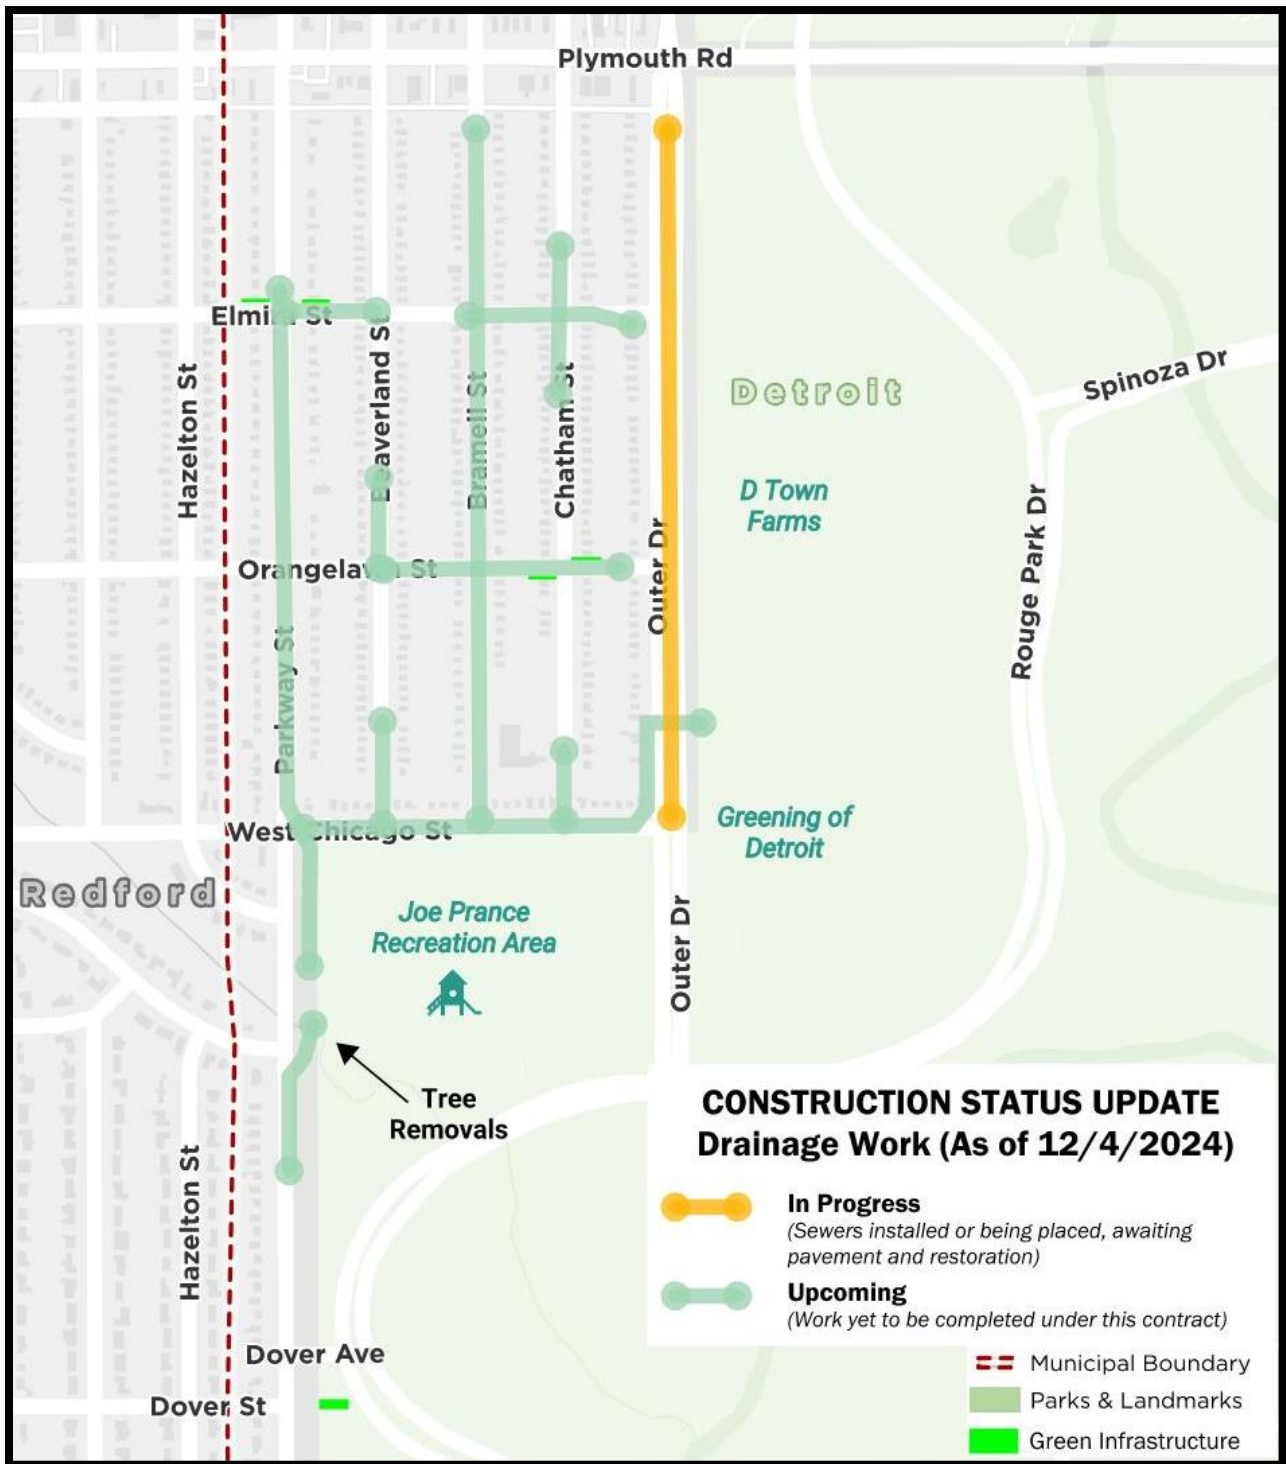 Plymouth Rd
Elmira St
Hazelton St
Beaverland St
Bramell St
Chatham St
Detroit
Spinoza Dr
D Town
Farms
Outer Dr
Rouge Park Dr
Orangelawn St
Parkway St
West Chicago St
Greening of
Detroit
Redford
Joe Prance
Recreation Area
Outer Dr
Tree
Removals
Hazelton St
CONSTRUCTION STATUS UPDATE
Drainage Work (As of 12/4/2024)
In Progress
(Sewers installed or being placed, awaiting
pavement and restoration)
Upcoming
(Work yet to be completed under this contract)
Dover Ave
Dover St
Municipal Boundary
Parks & Landmarks
Green Infrastructure